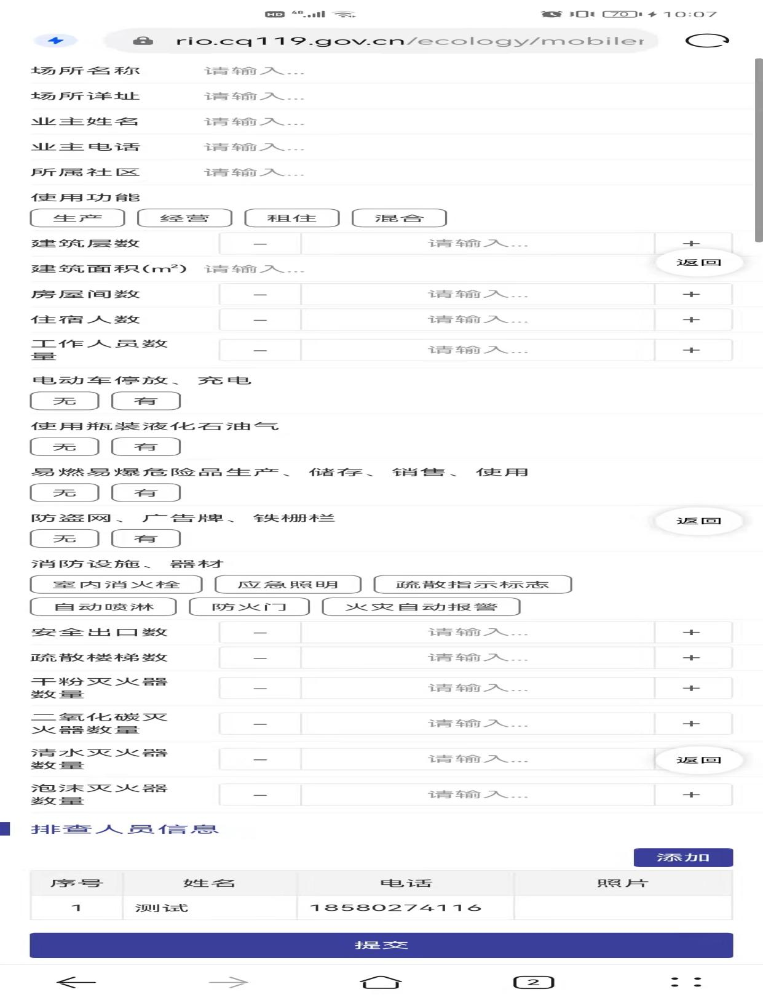 HD 4G 70 10:07
rio.cq119.gov.cn/ecology/mobiler
场所名称 请输入...
场所详址 请输入...
业主姓名 请输入...
业主电话 请输入...
所属社区 请输入...
使用功能
生产 经营 租住 混合
建筑层数 — 请输入... +
返回
建筑面积(m²) 请输入...
房屋间数 — 请输入... +
住宿人数 — 请输入... +
工作人员数
量 — 请输入... +
电动车停放、充电
无 有
使用瓶装液化石油气
无 有
易燃易爆危险品生产、储存、销售、使用
无 有
防盗网、广告牌、铁栅栏
返回
无 有
消防设施、器材
室内消火栓 应急照明 疏散指示标志
自动喷淋 防火门 火灾自动报警
安全出口数 — 请输入... +
疏散楼梯数 — 请输入... +
干粉灭火器
数量 — 请输入... +
二氧化碳灭
火器数量 — 请输入... +
清水灭火器
数量 — 请输入... 返回
泡沫灭火器
数量 — 请输入... +
排查人员信息
添加
序号 姓名 电话 照片
1 测试 18580274116
提交
2